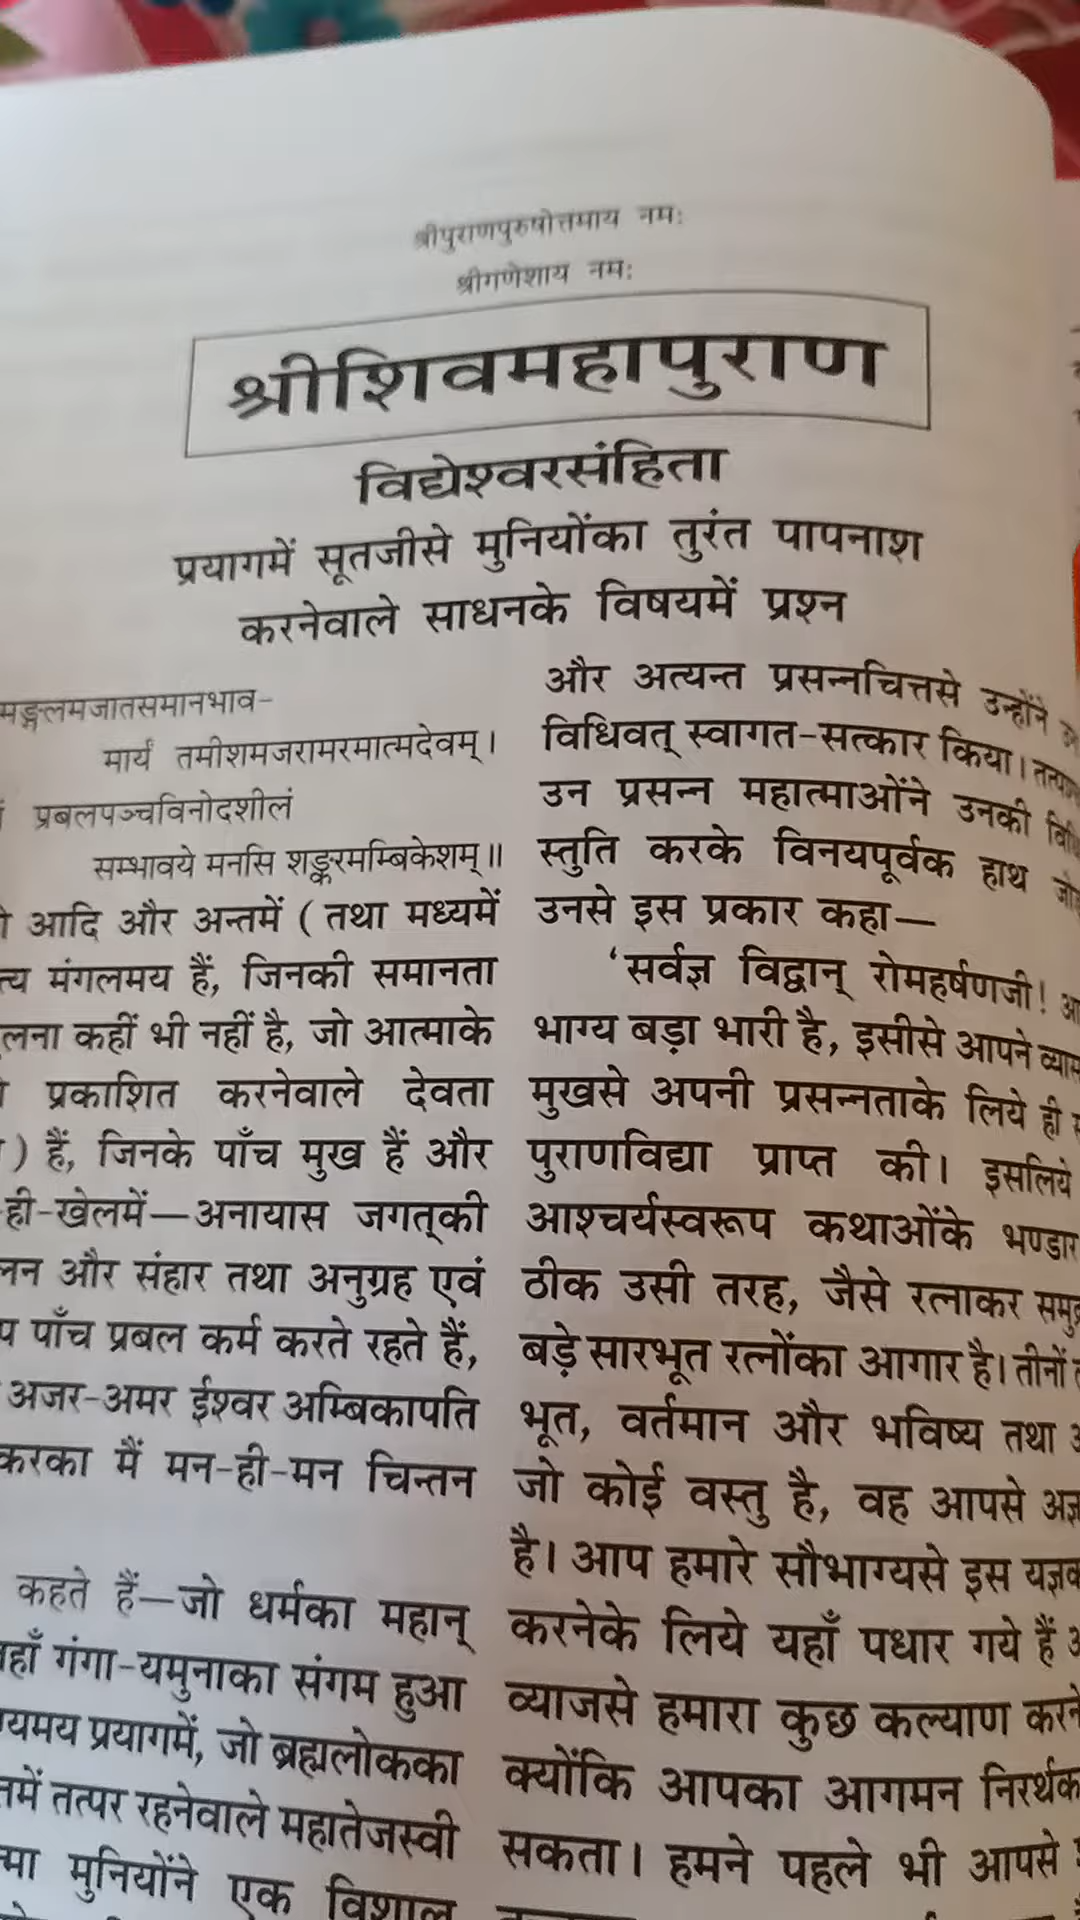 श्रीपुराणपुरुषोत्तमाय नमः
श्रीगणेशाय नमः
श्रीशिवमहापुराण
विद्येश्वरसंहिता
प्रयागमें सूतजीसे मुनियोंका तुरंत पापनाश
करनेवाले साधनके विषयमें प्रश्न
मङ्गलमजातसमानभाव-
मार्यं तमीशमजरामरमात्मदेवम्।
प्रबलपञ्चविनोदशीलं
सम्भावये मनसि शङ्करमम्बिकेशम्॥
आदि और अन्तमें ( तथा मध्यमें
मंगलमय हैं, जिनकी समानता
कहीं भी नहीं है, जो आत्माके
प्रकाशित करनेवाले देवता
) हैं, जिनके पाँच मुख हैं और
ही-खेलमें—अनायास जगत्‌की
और संहार तथा अनुग्रह एवं
पाँच प्रबल कर्म करते रहते हैं,
अजर-अमर ईश्वर अम्बिकापति
मैं मन-ही-मन चिन्तन
कहते हैं—जो धर्मका महान्
गंगा-यमुनाका संगम हुआ
प्रयागमें, जो ब्रह्मलोकका
तत्पर रहनेवाले महातेजस्वी
मुनियोंने एक विशाल
और अत्यन्त प्रसन्नचित्तसे उन्होंने
विधिवत् स्वागत-सत्कार किया।
उन प्रसन्न महात्माओंने उनकी
स्तुति करके विनयपूर्वक हाथ
उनसे इस प्रकार कहा—
‘सर्वज्ञ विद्वान् रोमहर्षणजी!
भाग्य बड़ा भारी है, इसीसे आपने
मुखसे अपनी प्रसन्नताके लिये ही
पुराणविद्या प्राप्त की। इसलिये
आश्चर्यस्वरूप कथाओंके भण्डार
ठीक उसी तरह, जैसे रत्नाकर
बड़े सारभूत रत्नोंका आगार है। तीनों
भूत, वर्तमान और भविष्य तथा
जो कोई वस्तु है, वह आपसे
है। आप हमारे सौभाग्यसे इस
करनेके लिये यहाँ पधार गये हैं
व्याजसे हमारा कुछ कल्याण
क्योंकि आपका आगमन
सकता। हमने पहले भी आपसे